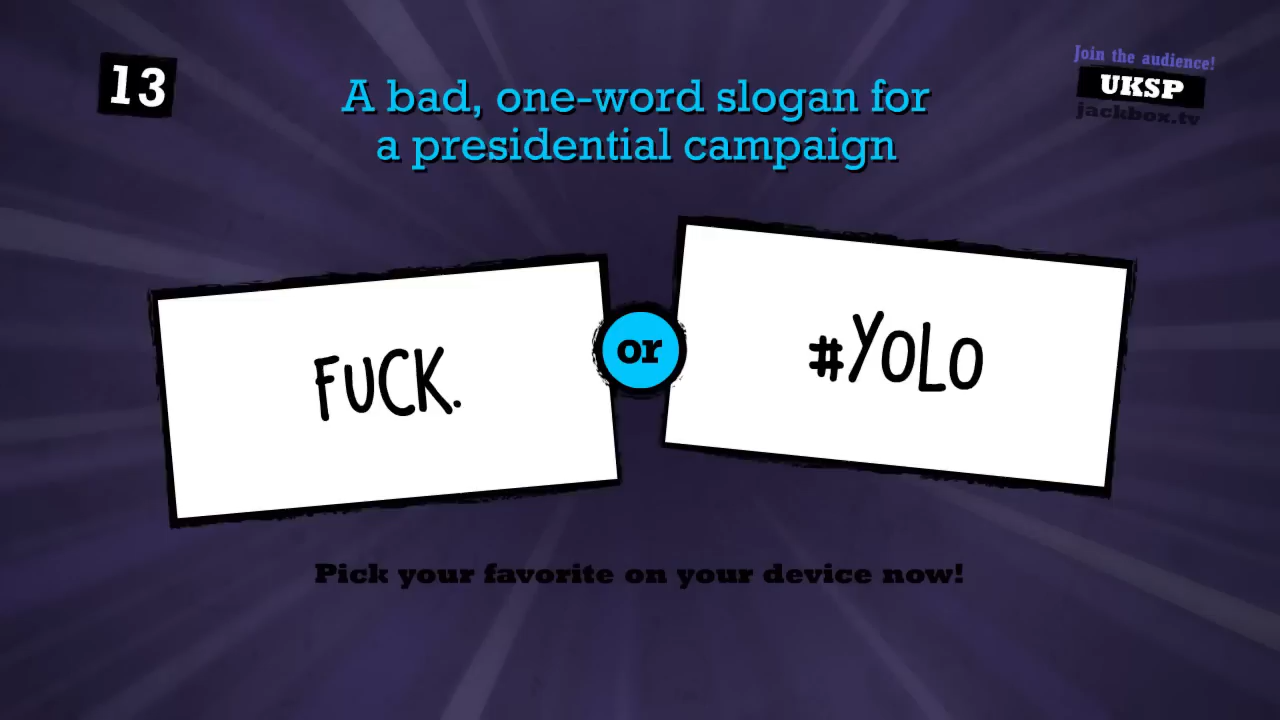 13
Join the audience!
UKSP
jackbox.tv
A bad, one-word slogan for
a presidential campaign
FUCK.
or
#YOLO
Pick your favorite on your device now!